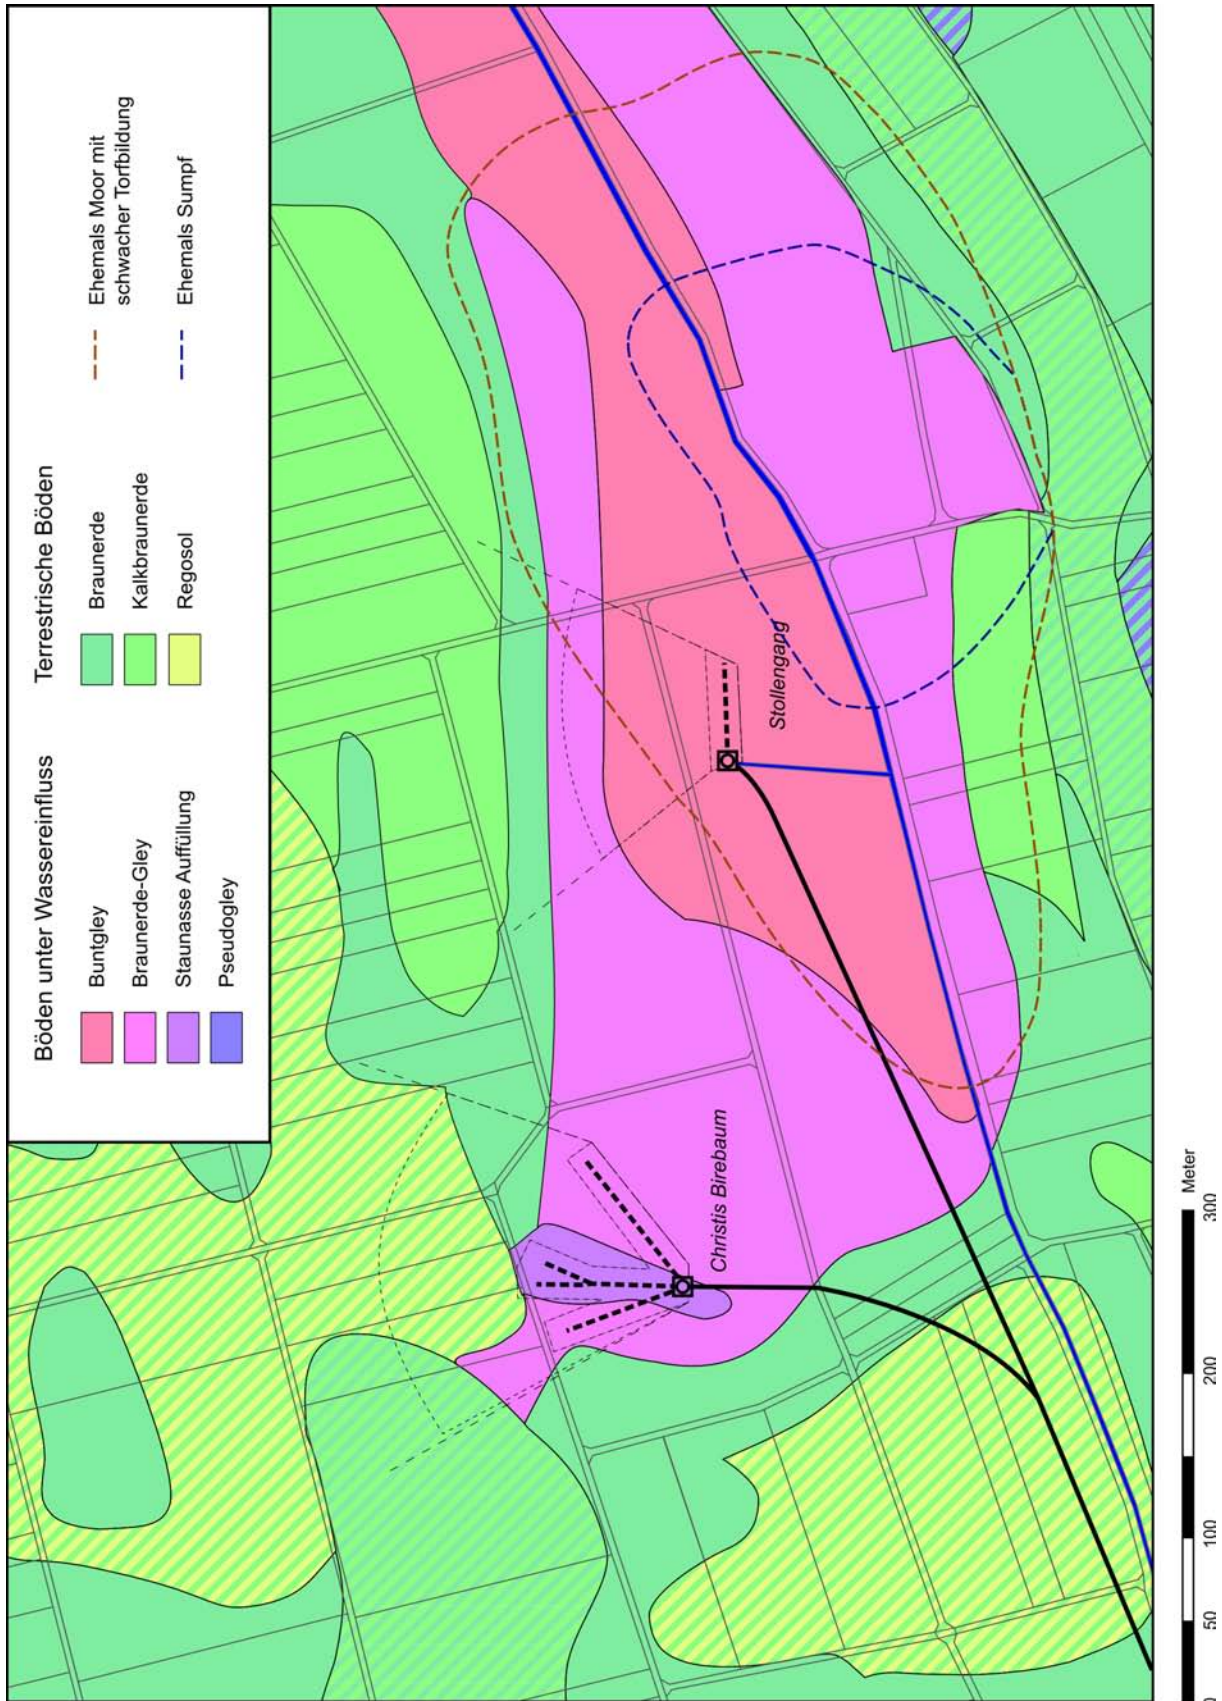 Böden unter Wassereinfluss
Buntgley
Braunerde-Gley
Staunasse Auffüllung
Pseudogley
Terrestrische Böden
Braunerde
Kalkbraunerde
Regosol
Ehemals Moor mit
schwacher Torfbildung
Ehemals Sumpf
Christis Birebaum
Stollengang
0 50 100 200 300
Meter